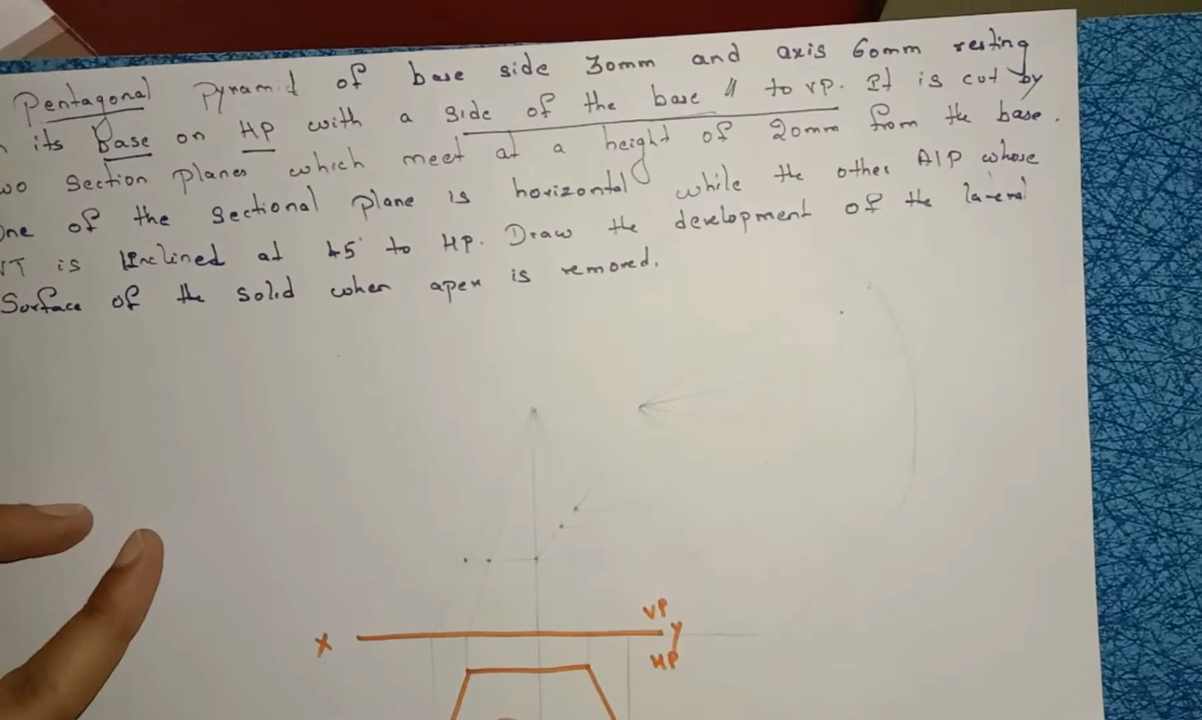 Pentagonal Pyramid of base side 30mm and axis 60mm resting
its Base on HP with a side of the base // to VP. It is cut by
two section planes which meet at a height of 20mm from the base.
One of the sectional plane is horizontal while the other AIP whose
VT is Inclined at 45° to HP. Draw the development of the lateral
Surface of the solid when apex is removed.
VP
X Y
HP